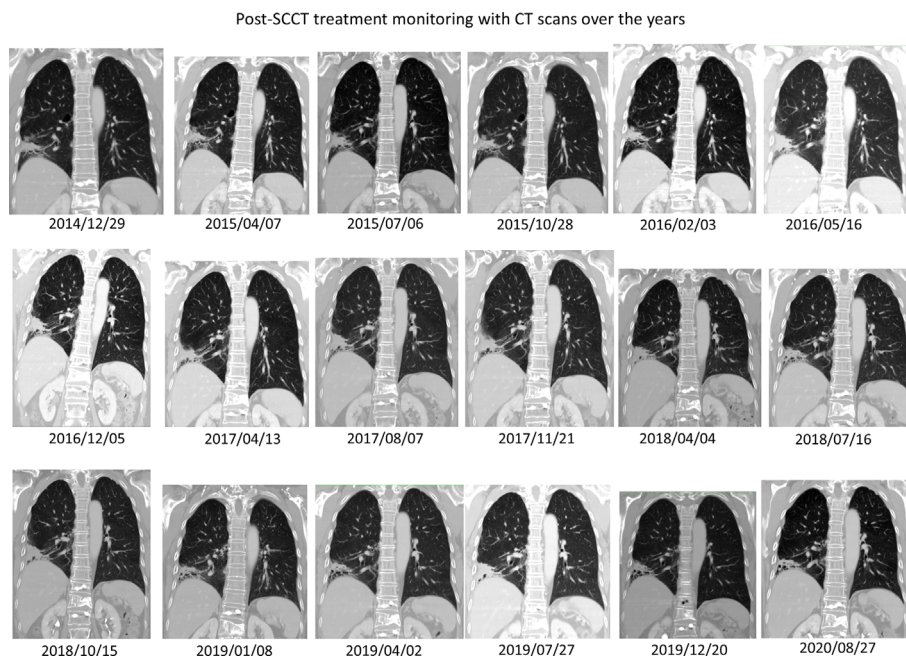 Post-SCCT treatment monitoring with CT scans over the years
2014/12/29 2015/04/07 2015/07/06 2015/10/28 2016/02/03 2016/05/16
2016/12/05 2017/04/13 2017/08/07 2017/11/21 2018/04/04 2018/07/16
2018/10/15 2019/01/08 2019/04/02 2019/07/27 2019/12/20 2020/08/27